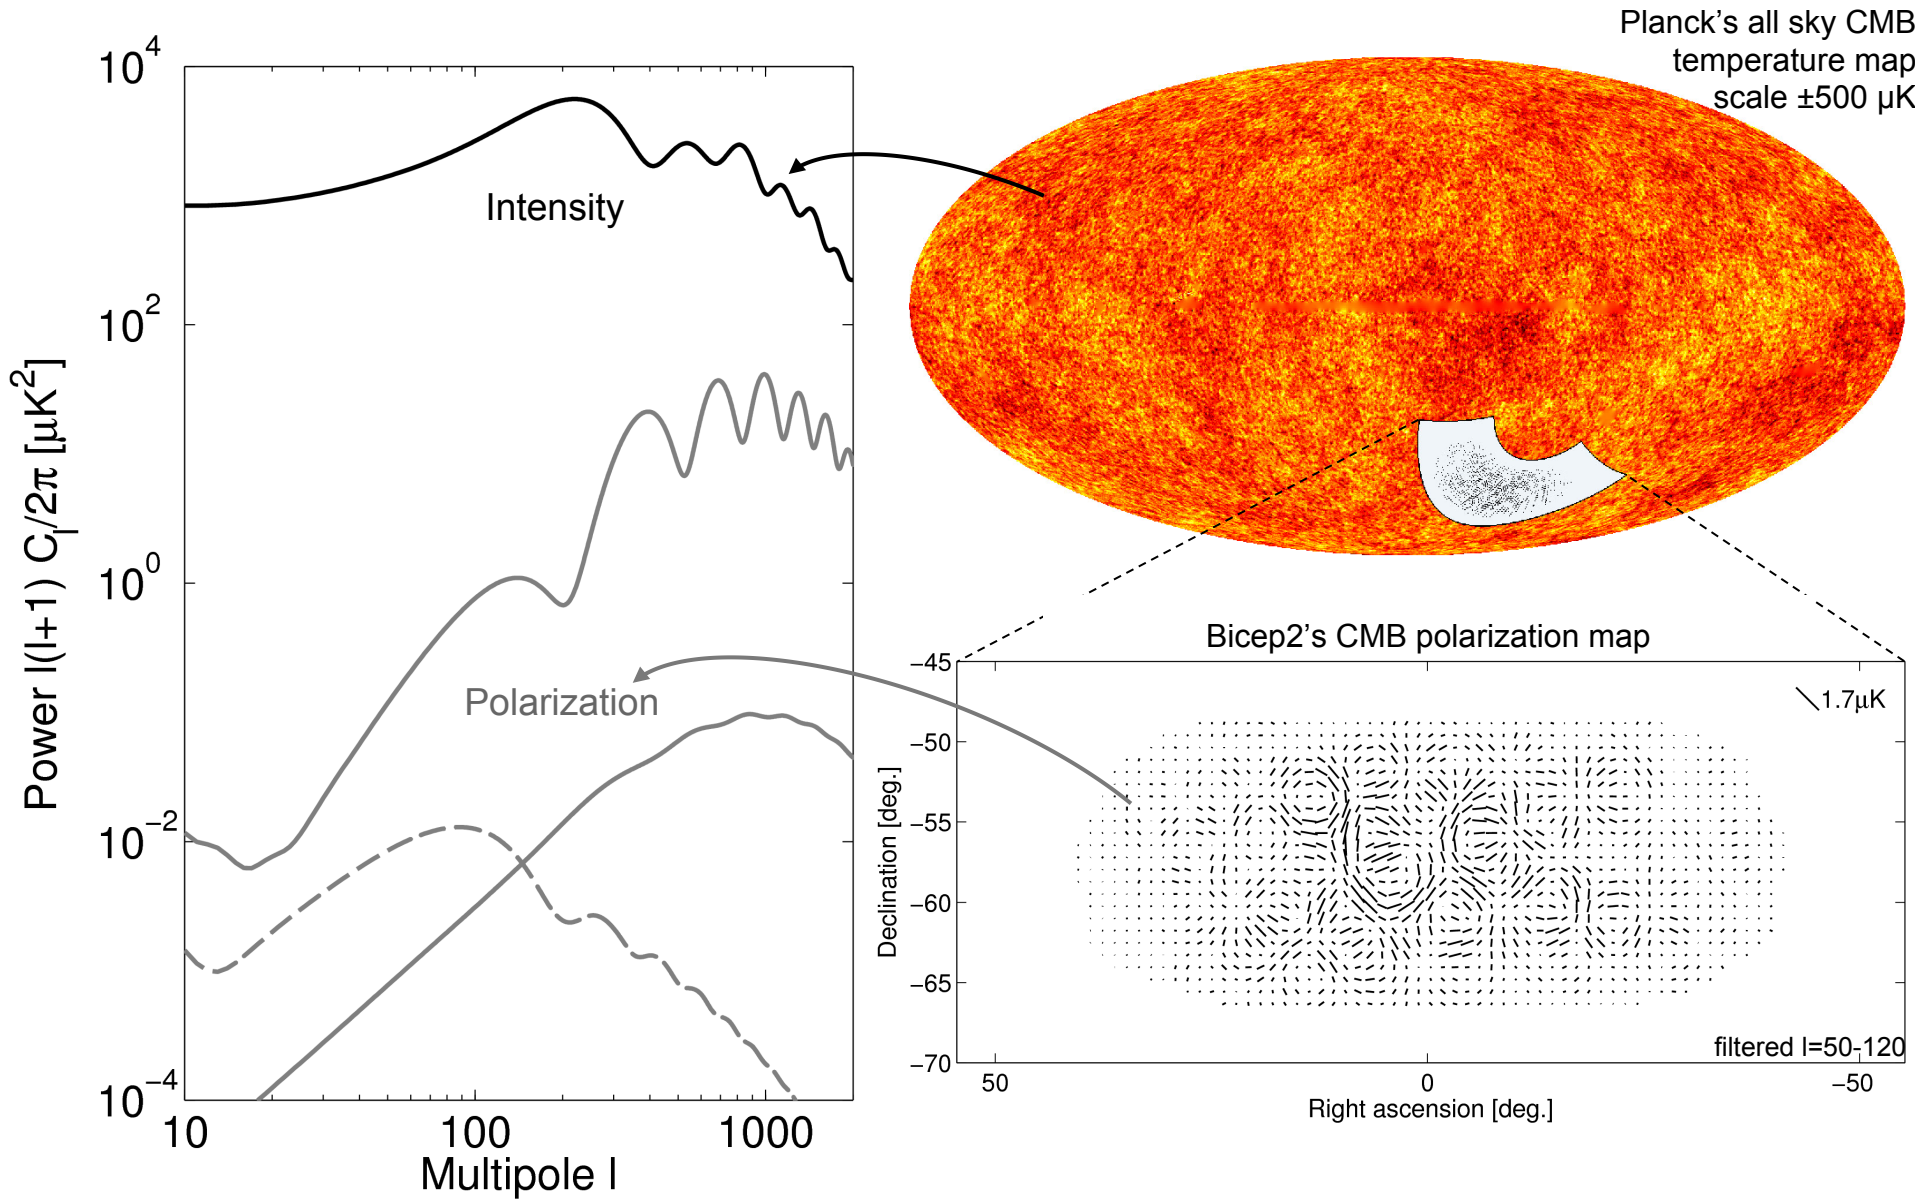 Planck's all sky CMB
temperature map
scale ±500 µK
10^4
10^2
10^0
10^−2
10^−4
Power l(l+1) C_l/2π [µK^2]
10
100
1000
Multipole l
Intensity
Polarization
Bicep2's CMB polarization map
1.7µK
−45
−50
−55
−60
−65
−70
Declination [deg.]
filtered l=50-120
50
0
−50
Right ascension [deg.]